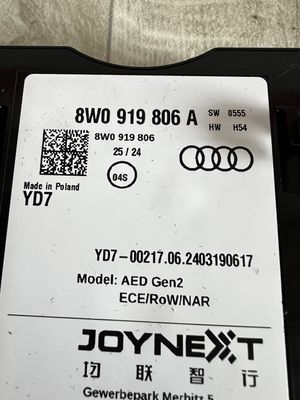 8W0 919 806 A SW 0555
8W0 919 806 HW H54
25 / 24
04S
Made in Poland
YD7
YD7-00217.06.2403190617
Model: AED Gen2
ECE/RoW/NAR
JOYNEXT
均联智行
Gewerbepark Merbitz 5